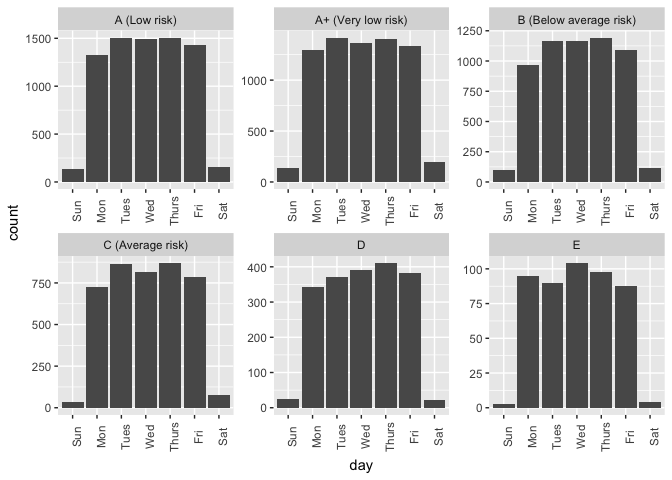 A (Low risk)
A+ (Very low risk)
B (Below average risk)
1500
1000
500
0
1000
500
0
1250
1000
750
500
250
0
Sun Mon Tues Wed Thurs Fri Sat
Sun Mon Tues Wed Thurs Fri Sat
Sun Mon Tues Wed Thurs Fri Sat
count
C (Average risk)
D
E
750
500
250
0
400
300
200
100
0
100
75
50
25
0
Sun Mon Tues Wed Thurs Fri Sat
Sun Mon Tues Wed Thurs Fri Sat
Sun Mon Tues Wed Thurs Fri Sat
day